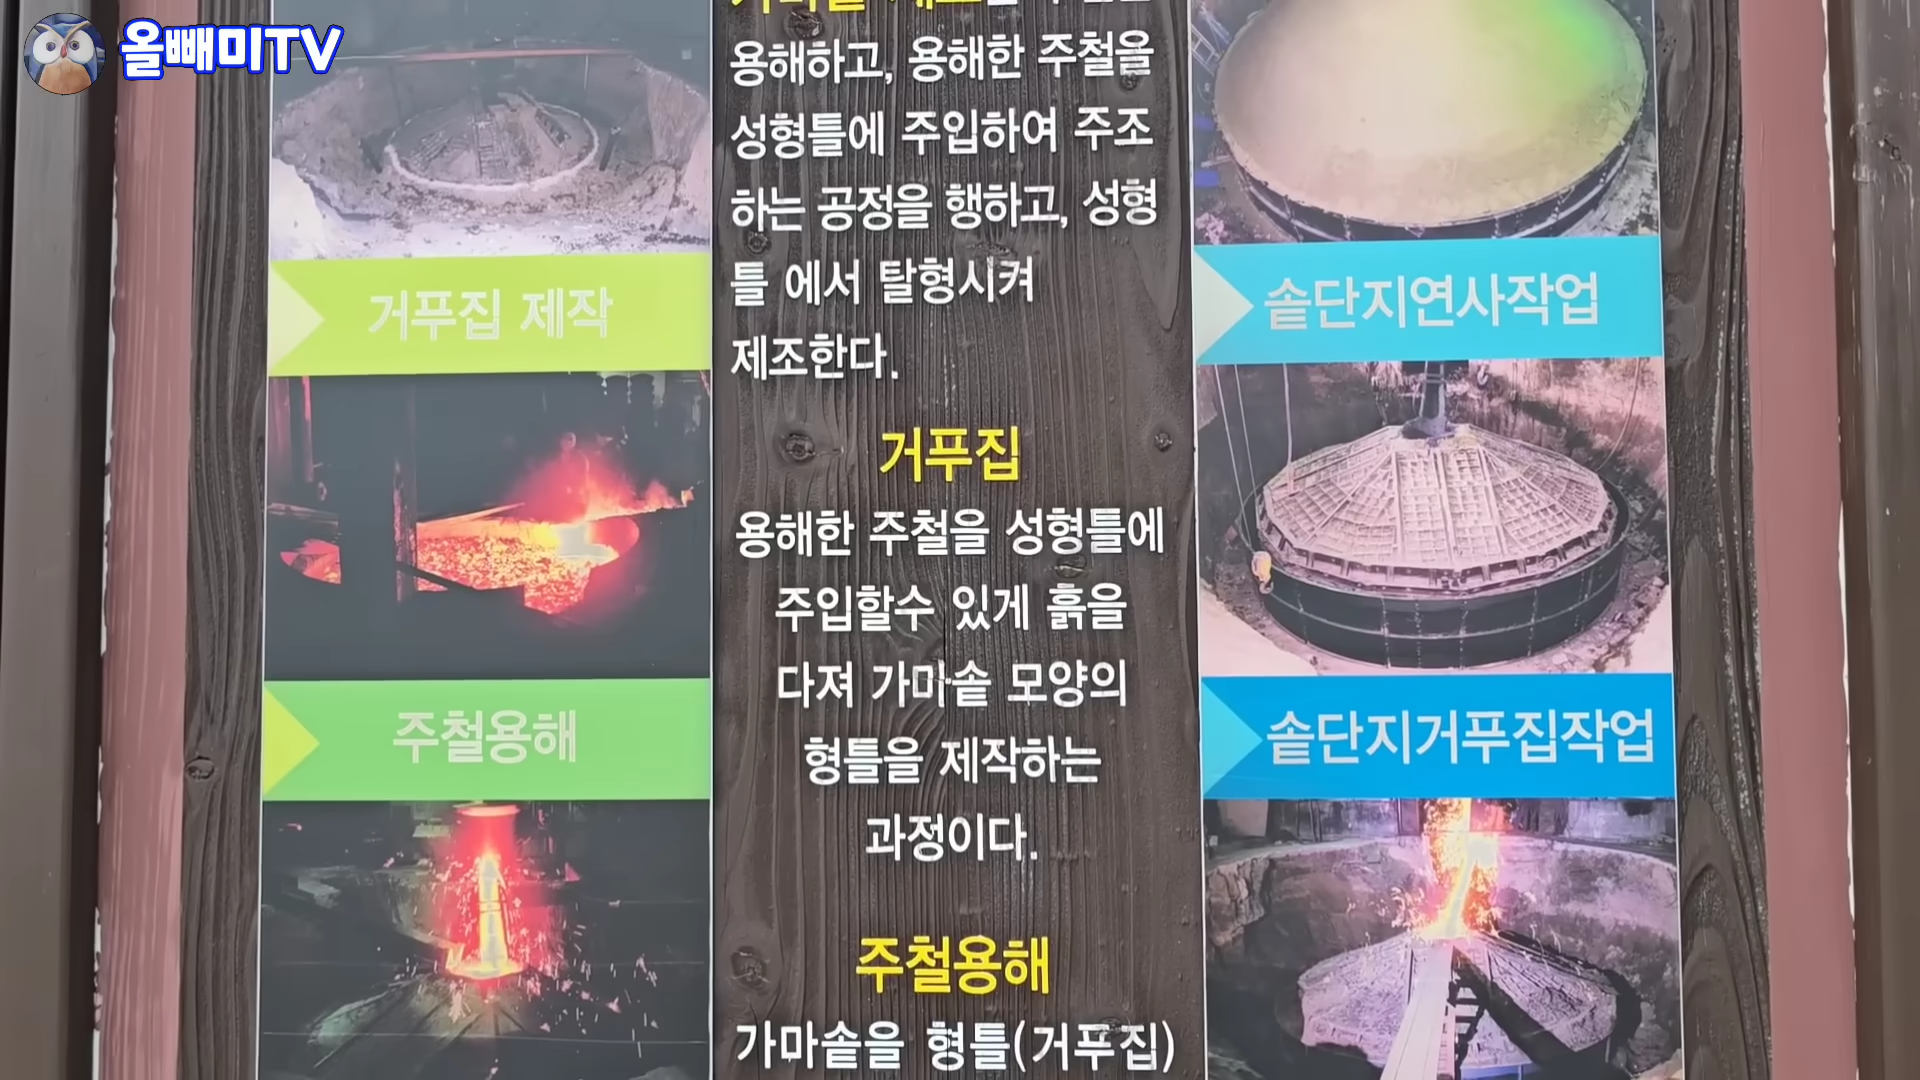 올빼미TV
용해하고, 용해한 주철을
성형틀에 주입하여 주조
하는 공정을 행하고, 성형
틀 에서 탈형시켜
제조한다.
거푸집
용해한 주철을 성형틀에
주입할수 있게 흙을
다져 가마솥 모양의
형틀을 제작하는
과정이다.
주철용해
가마솥을 형틀(거푸집)
거푸집 제작
주철용해
솥단지연사작업
솥단지거푸집작업